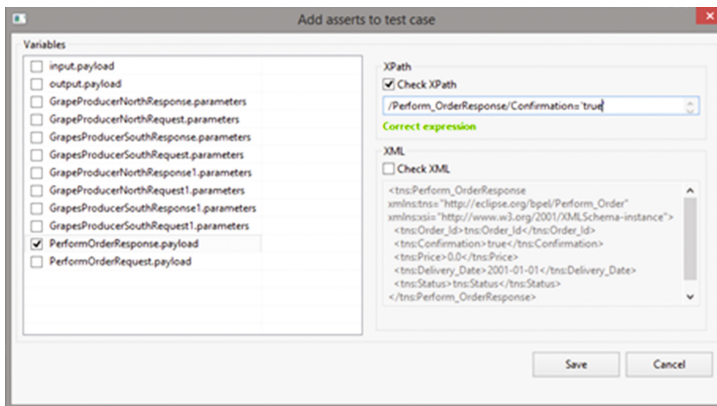 Add asserts to test case
Variables
input.payload
output.payload
GrapeProducerNorthResponse.parameters
GrapeProducerNorthRequest.parameters
GrapesProducerSouthResponse.parameters
GrapesProducerSouthRequest.parameters
GrapeProducerNorthResponse1.parameters
GrapeProducerNorthRequest1.parameters
GrapesProducerSouthResponse1.parameters
GrapesProducerSouthRequest1.parameters
PerformOrderResponse.payload
PerformOrderRequest.payload
XPath
Check XPath
/Perform_OrderResponse/Confirmation='true'
Correct expression
XML
Check XML
<tns:Perform_OrderResponse
xmlns:tns="http://eclipse.org/bpel/Perform_Order"
xmlns:xsi="http://www.w3.org/2001/XMLSchema-instance">
<tns:Order_Id>tns:Order_Id</tns:Order_Id>
<tns:Confirmation>true</tns:Confirmation>
<tns:Price>0.0</tns:Price>
<tns:Delivery_Date>2001-01-01</tns:Delivery_Date>
<tns:Status>tns:Status</tns:Status>
</tns:Perform_OrderResponse>
Save
Cancel